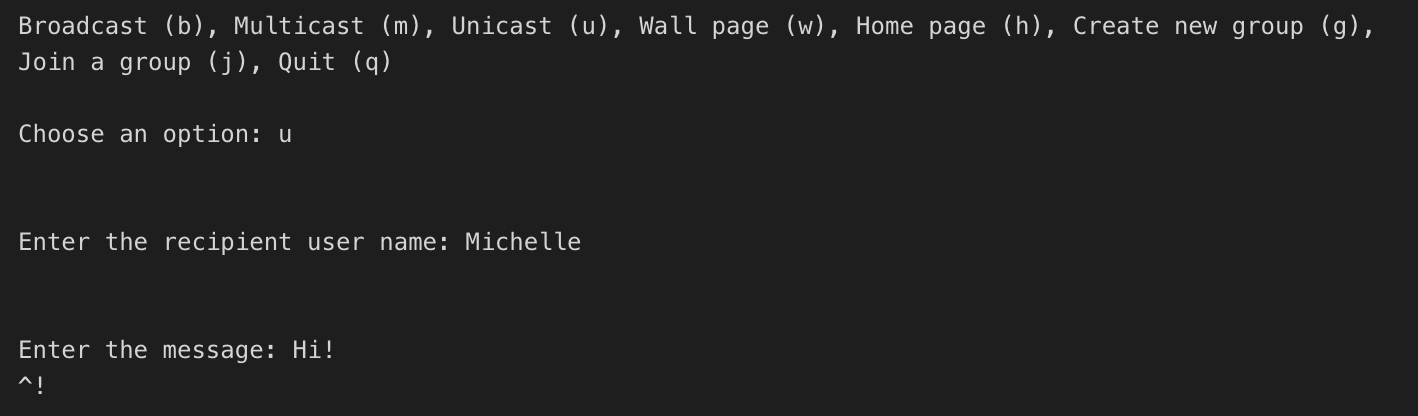 Broadcast (b), Multicast (m), Unicast (u), Wall page (w), Home page (h), Create new group (g),
Join a group (j), Quit (q)
Choose an option: u
Enter the recipient user name: Michelle
Enter the message: Hi!
^!